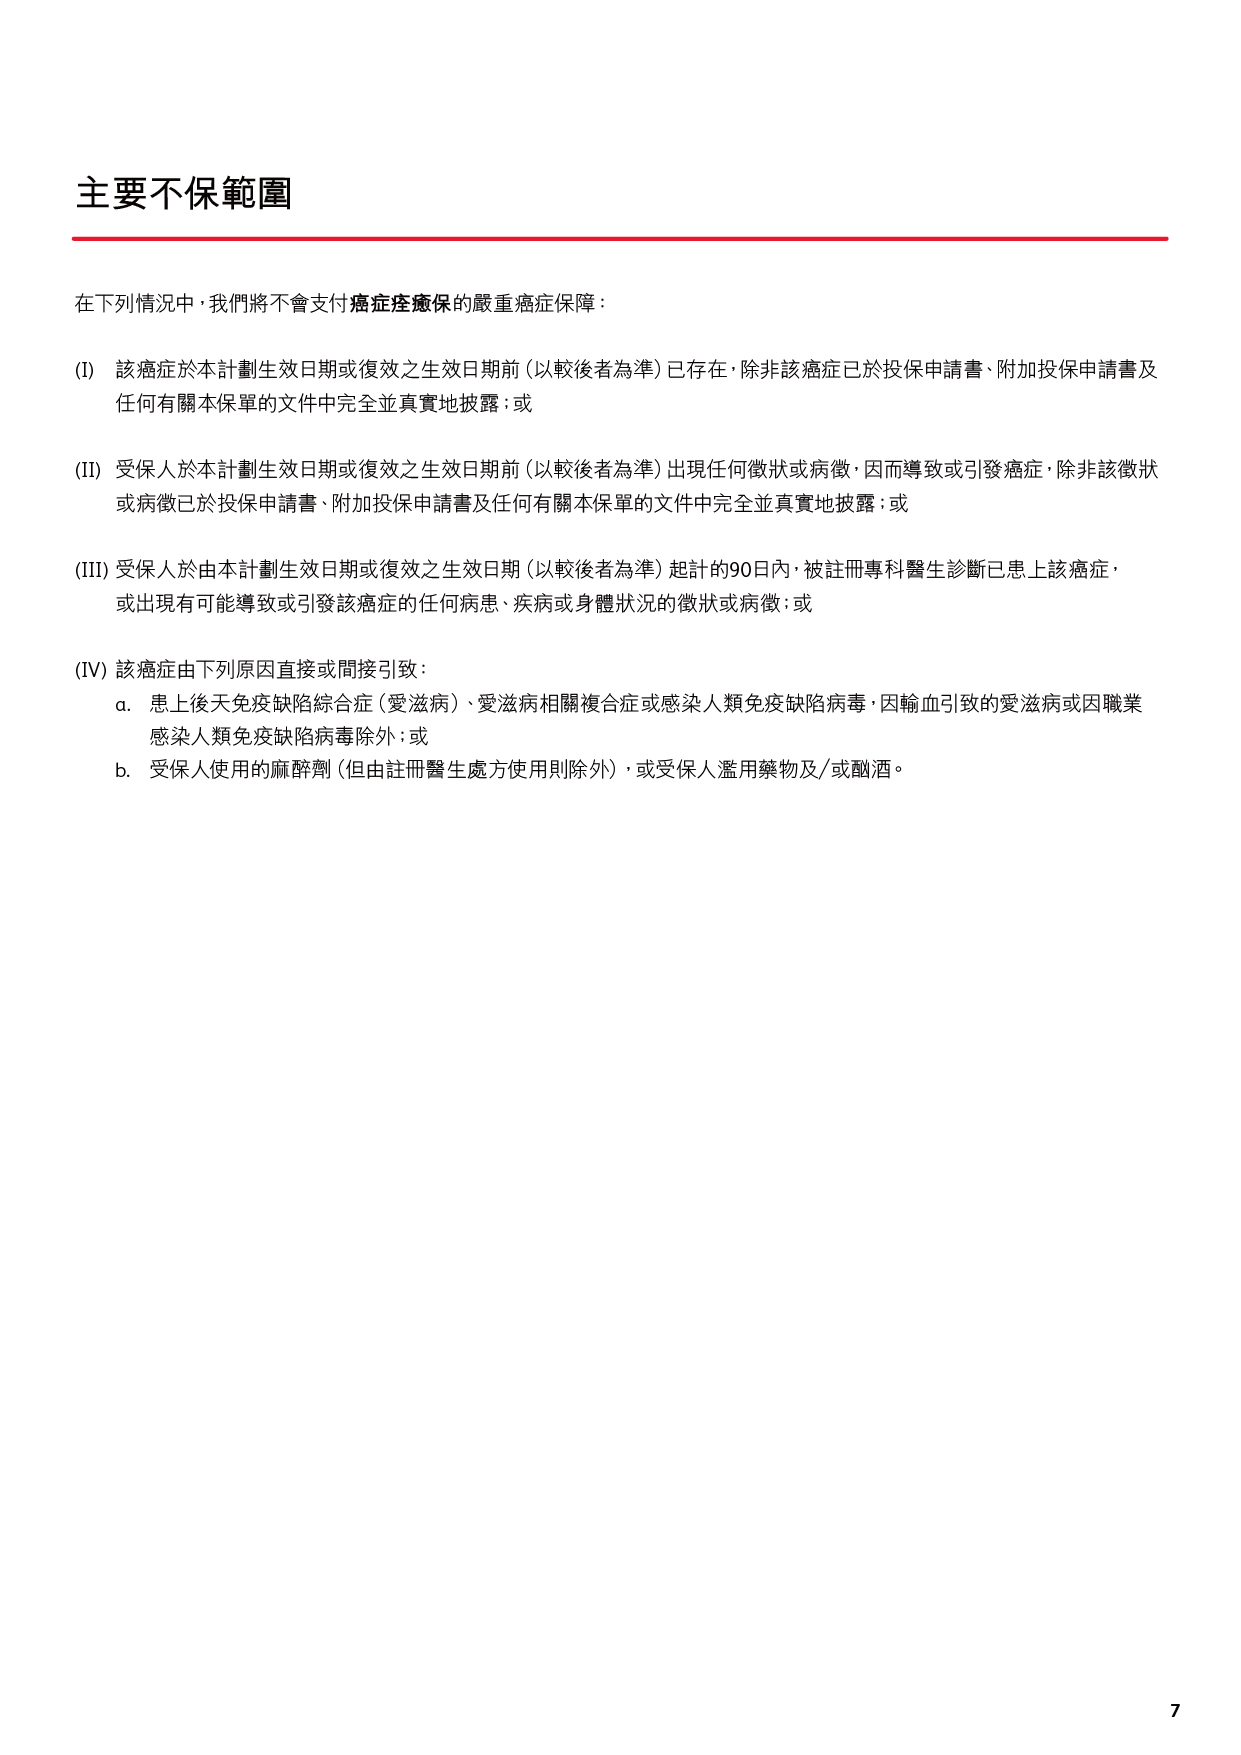 主要不保範圍
在下列情況中，我們將不會支付癌症痊癒保的嚴重癌症保障：
(I) 該癌症於本計劃生效日期或復效之生效日期前（以較後者為準）已存在，除非該癌症已於投保申請書、附加投保申請書及
任何有關本保單的文件中完全並真實地披露；或
(II) 受保人於本計劃生效日期或復效之生效日期前（以較後者為準）出現任何徵狀或病徵，因而導致或引發癌症，除非該徵狀
或病徵已於投保申請書、附加投保申請書及任何有關本保單的文件中完全並真實地披露；或
(III) 受保人於由本計劃生效日期或復效之生效日期（以較後者為準）起計的90日內，被註冊專科醫生診斷已患上該癌症，
或出現有可能導致或引發該癌症的任何病患、疾病或身體狀況的徵狀或病徵；或
(IV) 該癌症由下列原因直接或間接引致：
a. 患上後天免疫缺陷綜合症（愛滋病）、愛滋病相關複合症或感染人類免疫缺陷病毒，因輸血引致的愛滋病或因職業
感染人類免疫缺陷病毒除外；或
b. 受保人使用的麻醉劑（但由註冊醫生處方使用則除外），或受保人濫用藥物及/或酗酒。
7